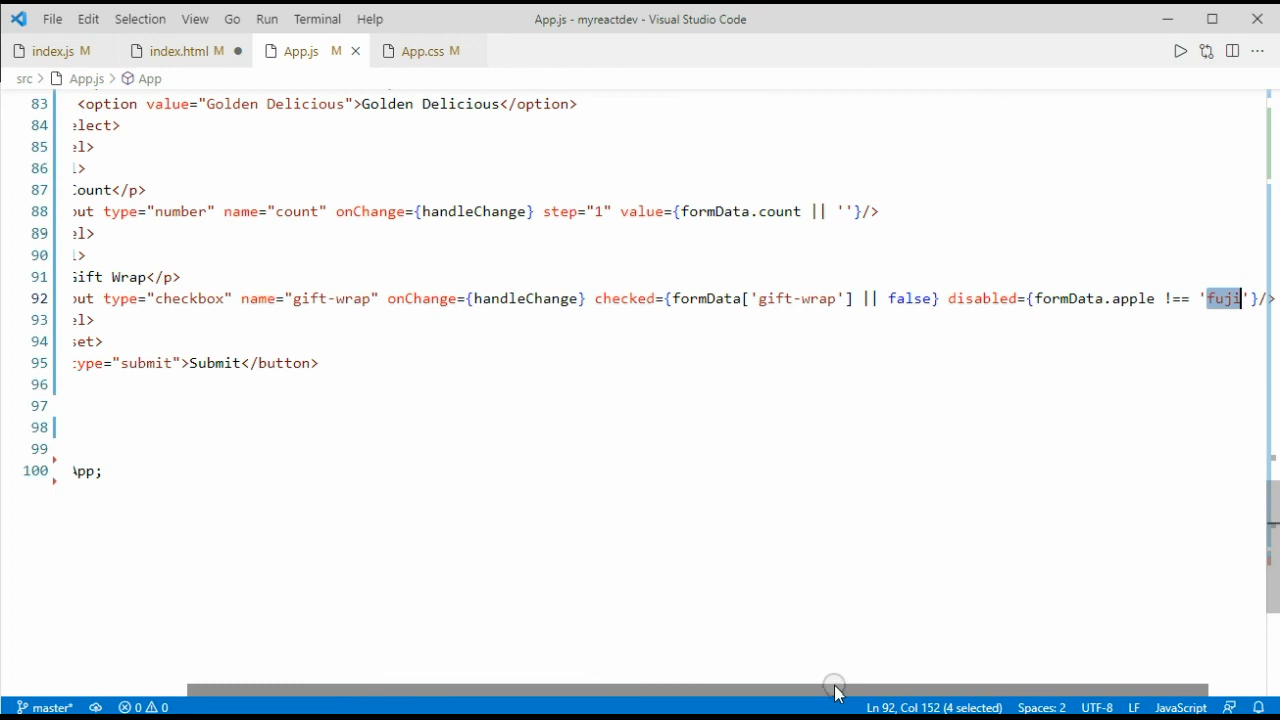 File Edit Selection View Go Run Terminal Help App.js - myreactdev - Visual Studio Code
index.js M index.html M App.js M App.css M
src App.js App
83 <option value="Golden Delicious">Golden Delicious</option>
84 elect>
85 el>
86 l>
87 Count</p>
88 out type="number" name="count" onChange={handleChange} step="1" value={formData.count || ''}/>
89 el>
90 l>
91 Gift Wrap</p>
92 out type="checkbox" name="gift-wrap" onChange={handleChange} checked={formData['gift-wrap'] || false} disabled={formData.apple !== 'fuji'}/>
93 el>
94 set>
95 type="submit">Submit</button>
96
97
98
99
100 App;
master* 0 0 Ln 92, Col 152 (4 selected) Spaces: 2 UTF-8 LF JavaScript